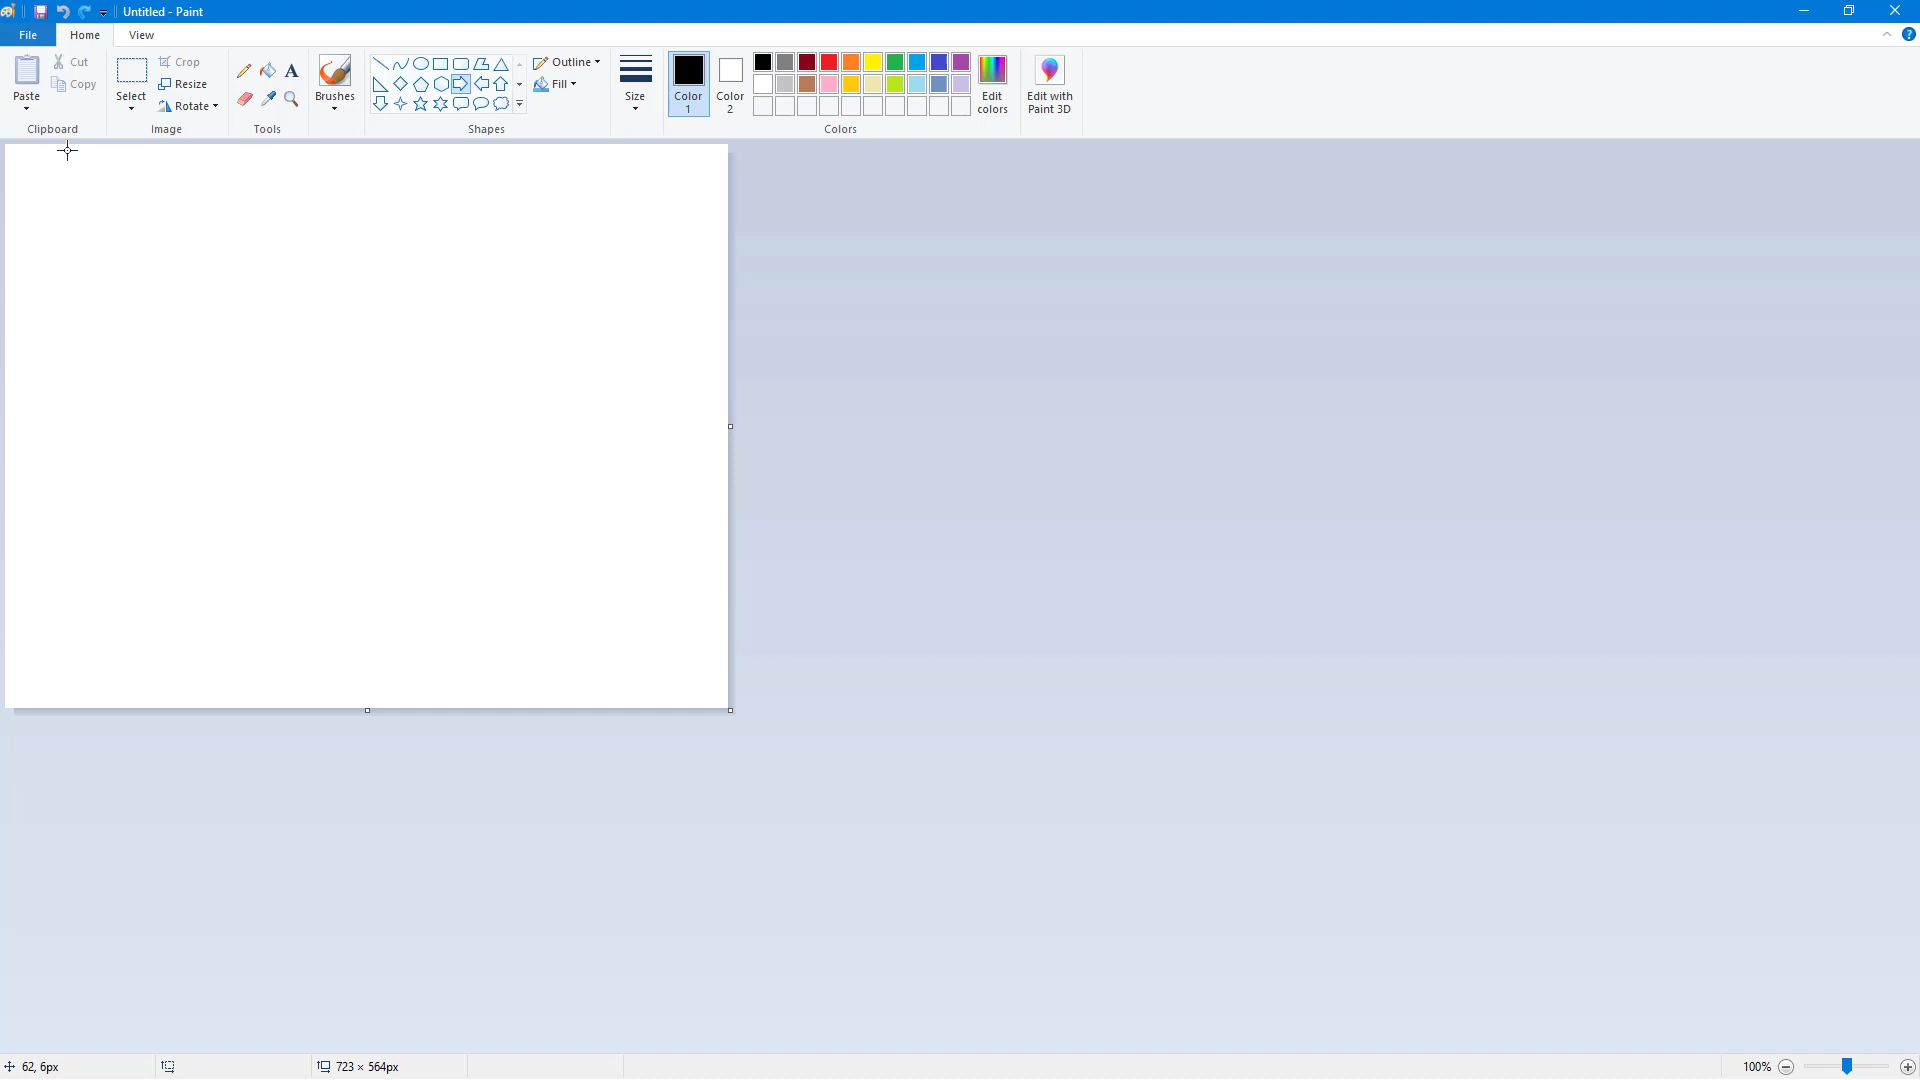 Untitled - Paint
File Home View
Cut
Copy
Paste
Clipboard
Select
Crop
Resize
Rotate
Image
A
Tools
Brushes
Shapes
Outline
Fill
Size
Color 1
Color 2
Colors
Edit colors
Edit with Paint 3D
62, 6px
723 × 564px
100%